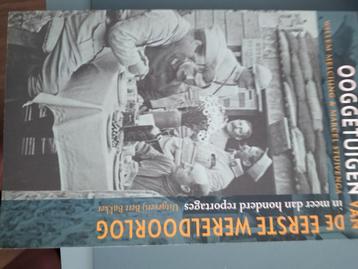 WILLEM MELCHING & MARCEL STUIVENGA
OOGGETUIGEN VAN
DE EERSTE WERELDOORLOG
in meer dan honderd reportages
Uitgeverij Bert Bakker